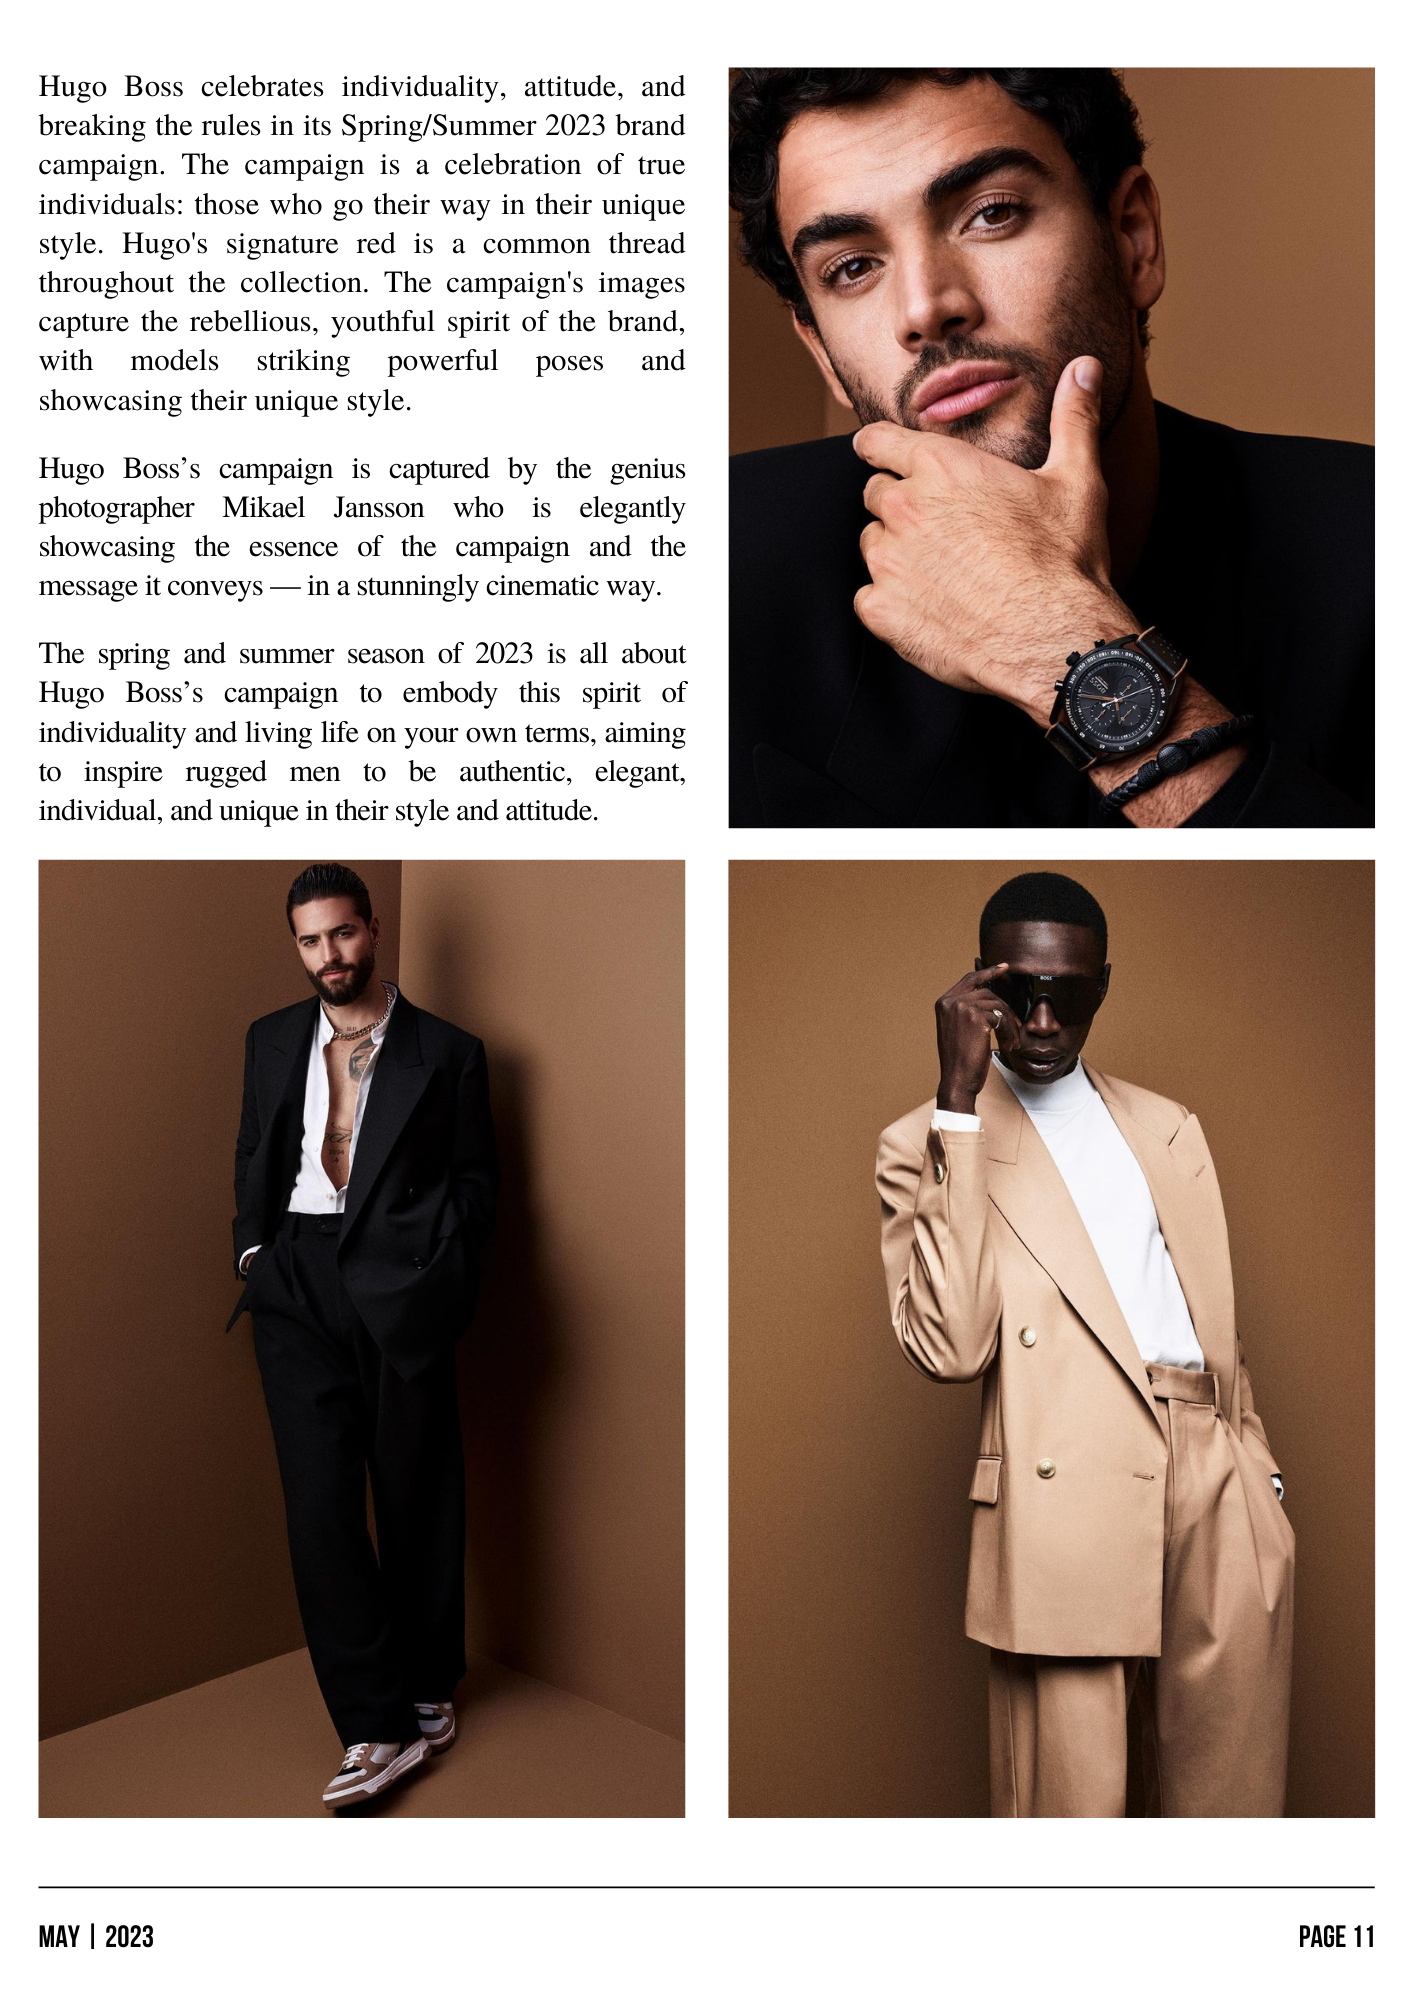 Hugo Boss celebrates individuality, attitude, and
breaking the rules in its Spring/Summer 2023 brand
campaign. The campaign is a celebration of true
individuals: those who go their way in their unique
style. Hugo's signature red is a common thread
throughout the collection. The campaign's images
capture the rebellious, youthful spirit of the brand,
with models striking powerful poses and
showcasing their unique style.
Hugo Boss’s campaign is captured by the genius
photographer Mikael Jansson who is elegantly
showcasing the essence of the campaign and the
message it conveys — in a stunningly cinematic way.
The spring and summer season of 2023 is all about
Hugo Boss’s campaign to embody this spirit of
individuality and living life on your own terms, aiming
to inspire rugged men to be authentic, elegant,
individual, and unique in their style and attitude.
BOSS
MAY | 2023
PAGE 11